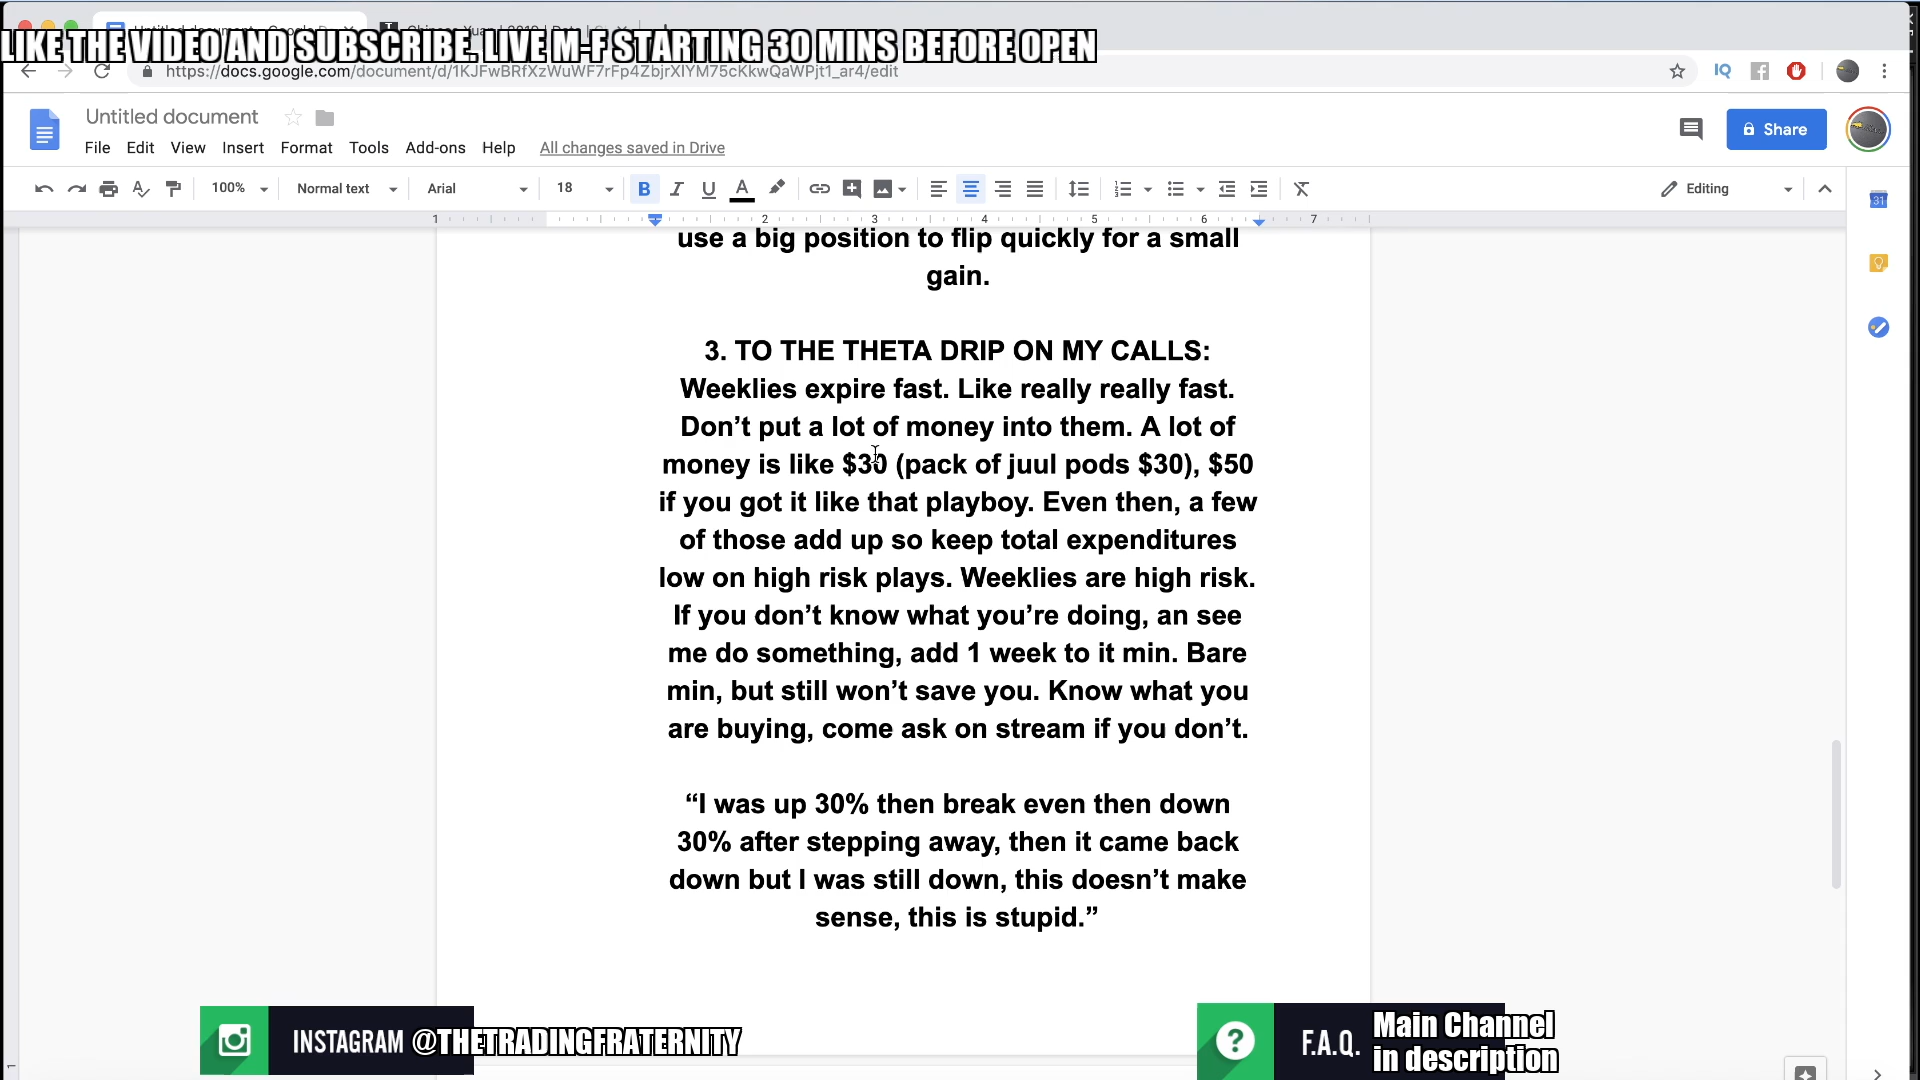 LIKE THE VIDEO AND SUBSCRIBE. LIVE M-F STARTING 30 MINS BEFORE OPEN
https://docs.google.com/document/d/1KJFwBRfXzWuWF7rFp4ZbjrXIYM75cKkwQaWPjt1_ar4/edit
IQ
Untitled document
Share
File Edit View Insert Format Tools Add-ons Help All changes saved in Drive
100% Normal text Arial 18 B I U A Editing
31
1 2 3 4 5 6 7
use a big position to flip quickly for a small
gain.
3. TO THE THETA DRIP ON MY CALLS:
Weeklies expire fast. Like really really fast.
Don’t put a lot of money into them. A lot of
money is like $30 (pack of juul pods $30), $50
if you got it like that playboy. Even then, a few
of those add up so keep total expenditures
low on high risk plays. Weeklies are high risk.
If you don’t know what you’re doing, an see
me do something, add 1 week to it min. Bare
min, but still won’t save you. Know what you
are buying, come ask on stream if you don’t.
“I was up 30% then break even then down
30% after stepping away, then it came back
down but I was still down, this doesn’t make
sense, this is stupid.”
INSTAGRAM @THETRADINGFRATERNITY
? F.A.Q. Main Channel
in description